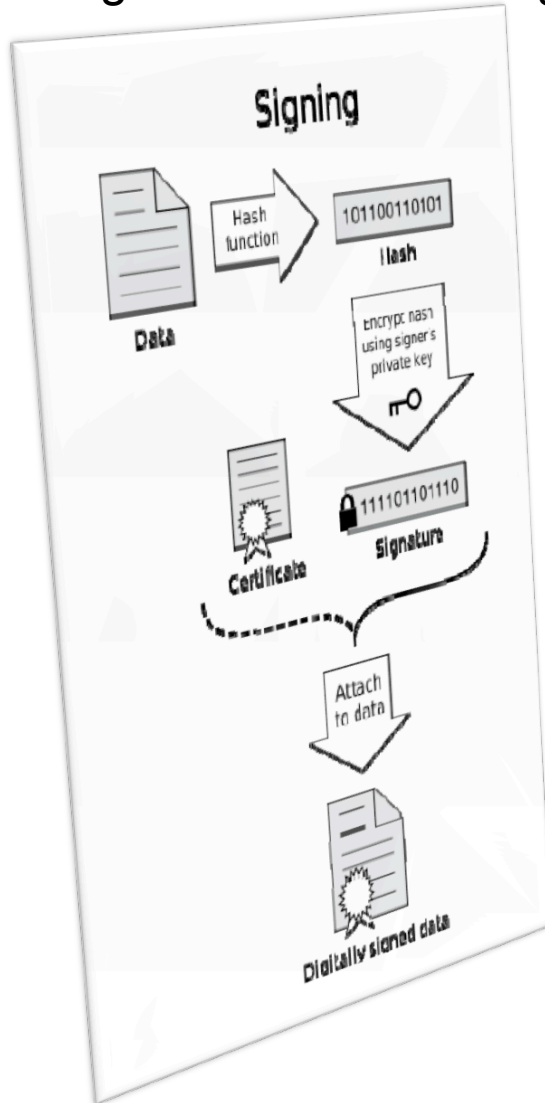 Signing
Hash
function
101100110101
Hash
Data
Encrypt hash
using signer's
private key
111101101110
Signature
Certificate
Attach
to data
Digitally signed data